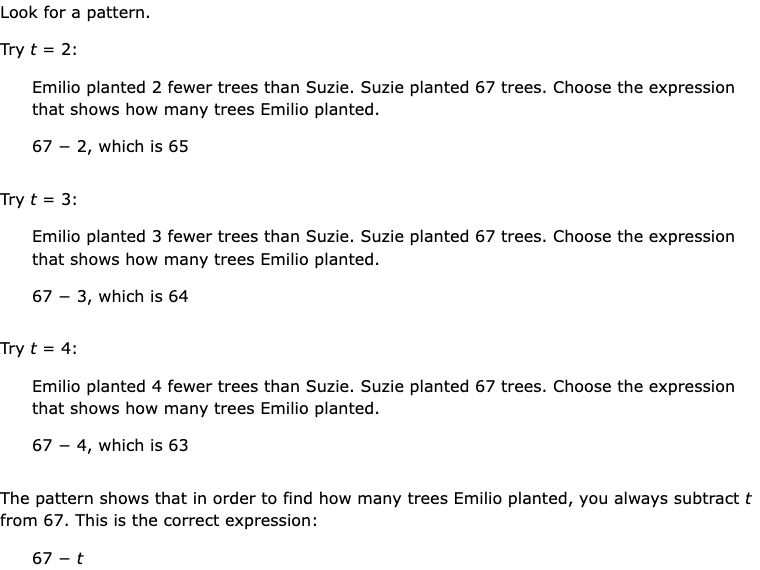 Look for a pattern.
Try t = 2:
Emilio planted 2 fewer trees than Suzie. Suzie planted 67 trees. Choose the expression
that shows how many trees Emilio planted.
67 − 2, which is 65
Try t = 3:
Emilio planted 3 fewer trees than Suzie. Suzie planted 67 trees. Choose the expression
that shows how many trees Emilio planted.
67 − 3, which is 64
Try t = 4:
Emilio planted 4 fewer trees than Suzie. Suzie planted 67 trees. Choose the expression
that shows how many trees Emilio planted.
67 − 4, which is 63
The pattern shows that in order to find how many trees Emilio planted, you always subtract t
from 67. This is the correct expression:
67 − t